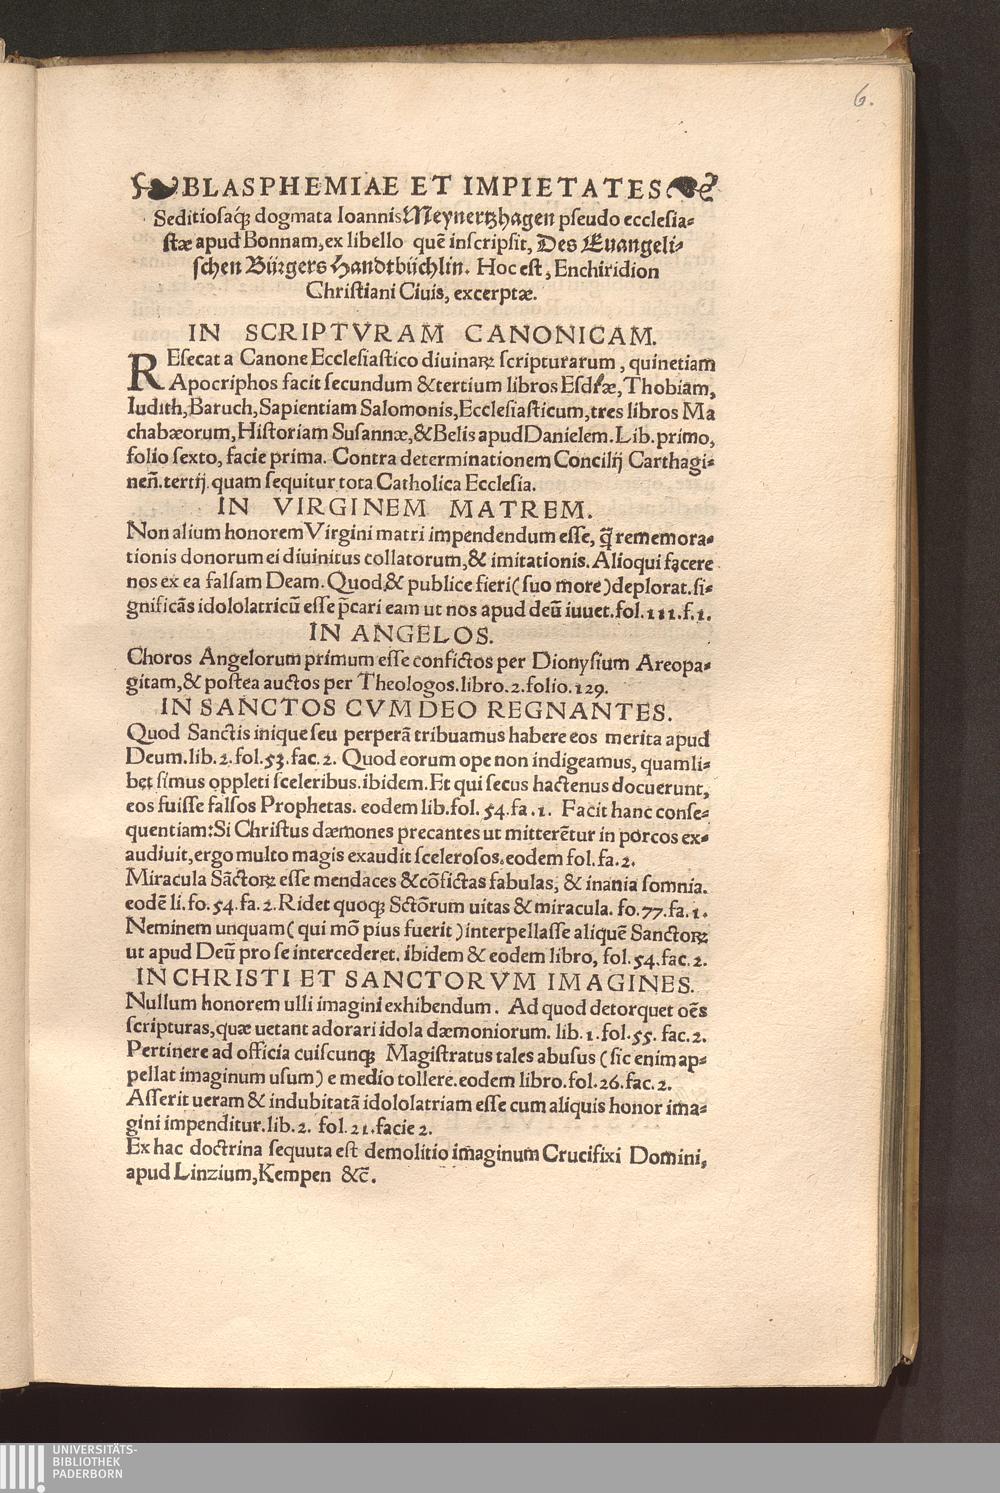 6.
BLASPHEMIAE ET IMPIETATES
Seditiosaq́ꝫ dogmata Ioannis Meynertzhagen pseudo ecclesia-
stæ apud Bonnam, ex libello quē inscripsit, Des Euangeli-
schen Bürgers Handtbüchlin. Hoc est, Enchiridion
Christiani Ciuis, excerptæ.
IN SCRIPTVRAM CANONICAM.
REsecat a Canone Ecclesiastico diuinaꝝ scripturarum, quinetiam
Apocriphos facit secundum & tertium libros Esdræ, Thobiam,
Iudith, Baruch, Sapientiam Salomonis, Ecclesiasticum, tres libros Ma
chabæorum, Historiam Susannæ, & Belis apud Danielem. Lib. primo,
folio sexto, facie prima. Contra determinationem Concilij Carthagi-
neñ. tertij. quam sequitur tota Catholica Ecclesia.
IN VIRGINEM MATREM.
Non alium honorem Virgini matri impendendum esse, q̄ rememora-
tionis donorum ei diuinitus collatorum, & imitationis. Alioqui facere
nos ex ea falsam Deam. Quod & publice fieri (suo more) deplorat. si-
gnificās idololatricū esse p̄cari eam ut nos apud deū iuuet. fol. 111. f. 1.
IN ANGELOS.
Choros Angelorum primum esse confictos per Dionysium Areopa-
gitam, & postea auctos per Theologos. libro. 2. folio. 129.
IN SANCTOS CVM DEO REGNANTES.
Quod Sanctis inique seu perperā tribuamus habere eos merita apud
Deum. lib. 2. fol. 53. fac. 2. Quod eorum ope non indigeamus, quamli-
bet simus oppleti sceleribus. ibidem. Et qui secus hactenus docuerunt,
eos fuisse falsos Prophetas. eodem lib. fol. 54. fa. 1. Facit hanc conse-
quentiam: Si Christus dæmones precantes ut mitterētur in porcos ex-
audiuit, ergo multo magis exaudit scelerosos. eodem fol. fa. 2.
Miracula Sāctoꝝ esse mendaces & cōfictas fabulas, & inania somnia.
eodē li. fo. 54. fa. 2. Ridet quoqꝫ Sctōrum uitas & miracula. fo. 77. fa. 1.
Neminem unquam (qui mō pius fuerit) interpellasse aliquē Sanctoꝝ
ut apud Deū pro se intercederet. ibidem & eodem libro, fol. 54. fac. 2.
IN CHRISTI ET SANCTORVM IMAGINES.
Nullum honorem ulli imagini exhibendum. Ad quod detorquet oēs
scripturas, quæ uetant adorari idola dæmoniorum. lib. 1. fol. 55. fac. 2.
Pertinere ad officia cuiscunqꝫ Magistratus tales abusus (sic enim ap-
pellat imaginum usum) e medio tollere. eodem libro. fol. 26. fac. 2.
Asserit ueram & indubitatā idololatriam esse cum aliquis honor ima-
gini impenditur. lib. 2. fol. 21. facie 2.
Ex hac doctrina sequuta est demolitio imaginum Crucifixi Domini,
apud Linzium, Kempen &c̄.
UNIVERSITÄTS-
BIBLIOTHEK
PADERBORN